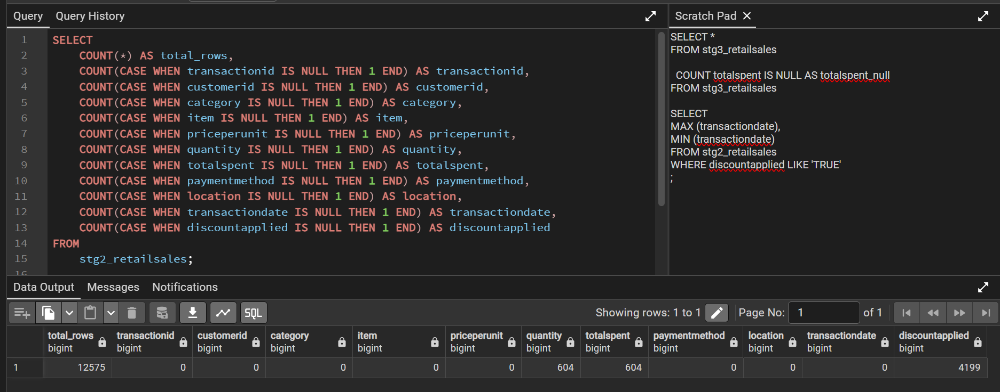 Query Query History
1 SELECT
2 COUNT(*) AS total_rows,
3 COUNT(CASE WHEN transactionid IS NULL THEN 1 END) AS transactionid,
4 COUNT(CASE WHEN customerid IS NULL THEN 1 END) AS customerid,
5 COUNT(CASE WHEN category IS NULL THEN 1 END) AS category,
6 COUNT(CASE WHEN item IS NULL THEN 1 END) AS item,
7 COUNT(CASE WHEN priceperunit IS NULL THEN 1 END) AS priceperunit,
8 COUNT(CASE WHEN quantity IS NULL THEN 1 END) AS quantity,
9 COUNT(CASE WHEN totalspent IS NULL THEN 1 END) AS totalspent,
10 COUNT(CASE WHEN paymentmethod IS NULL THEN 1 END) AS paymentmethod,
11 COUNT(CASE WHEN location IS NULL THEN 1 END) AS location,
12 COUNT(CASE WHEN transactiondate IS NULL THEN 1 END) AS transactiondate,
13 COUNT(CASE WHEN discountapplied IS NULL THEN 1 END) AS discountapplied
14 FROM
15 stg2_retailsales;
16
Scratch Pad
SELECT *
FROM stg3_retailsales
COUNT totalspent IS NULL AS totalspent_null
FROM stg3_retailsales
SELECT
MAX (transactiondate),
MIN (transactiondate)
FROM stg2_retailsales
WHERE discountapplied LIKE 'TRUE'
;
Data Output Messages Notifications
SQL Showing rows: 1 to 1 Page No: 1 of 1
total_rows transactionid customerid category item priceperunit quantity totalspent paymentmethod location transactiondate discountapplied
bigint bigint bigint bigint bigint bigint bigint bigint bigint bigint bigint bigint
1 12575 0 0 0 0 0 604 604 0 0 0 4199